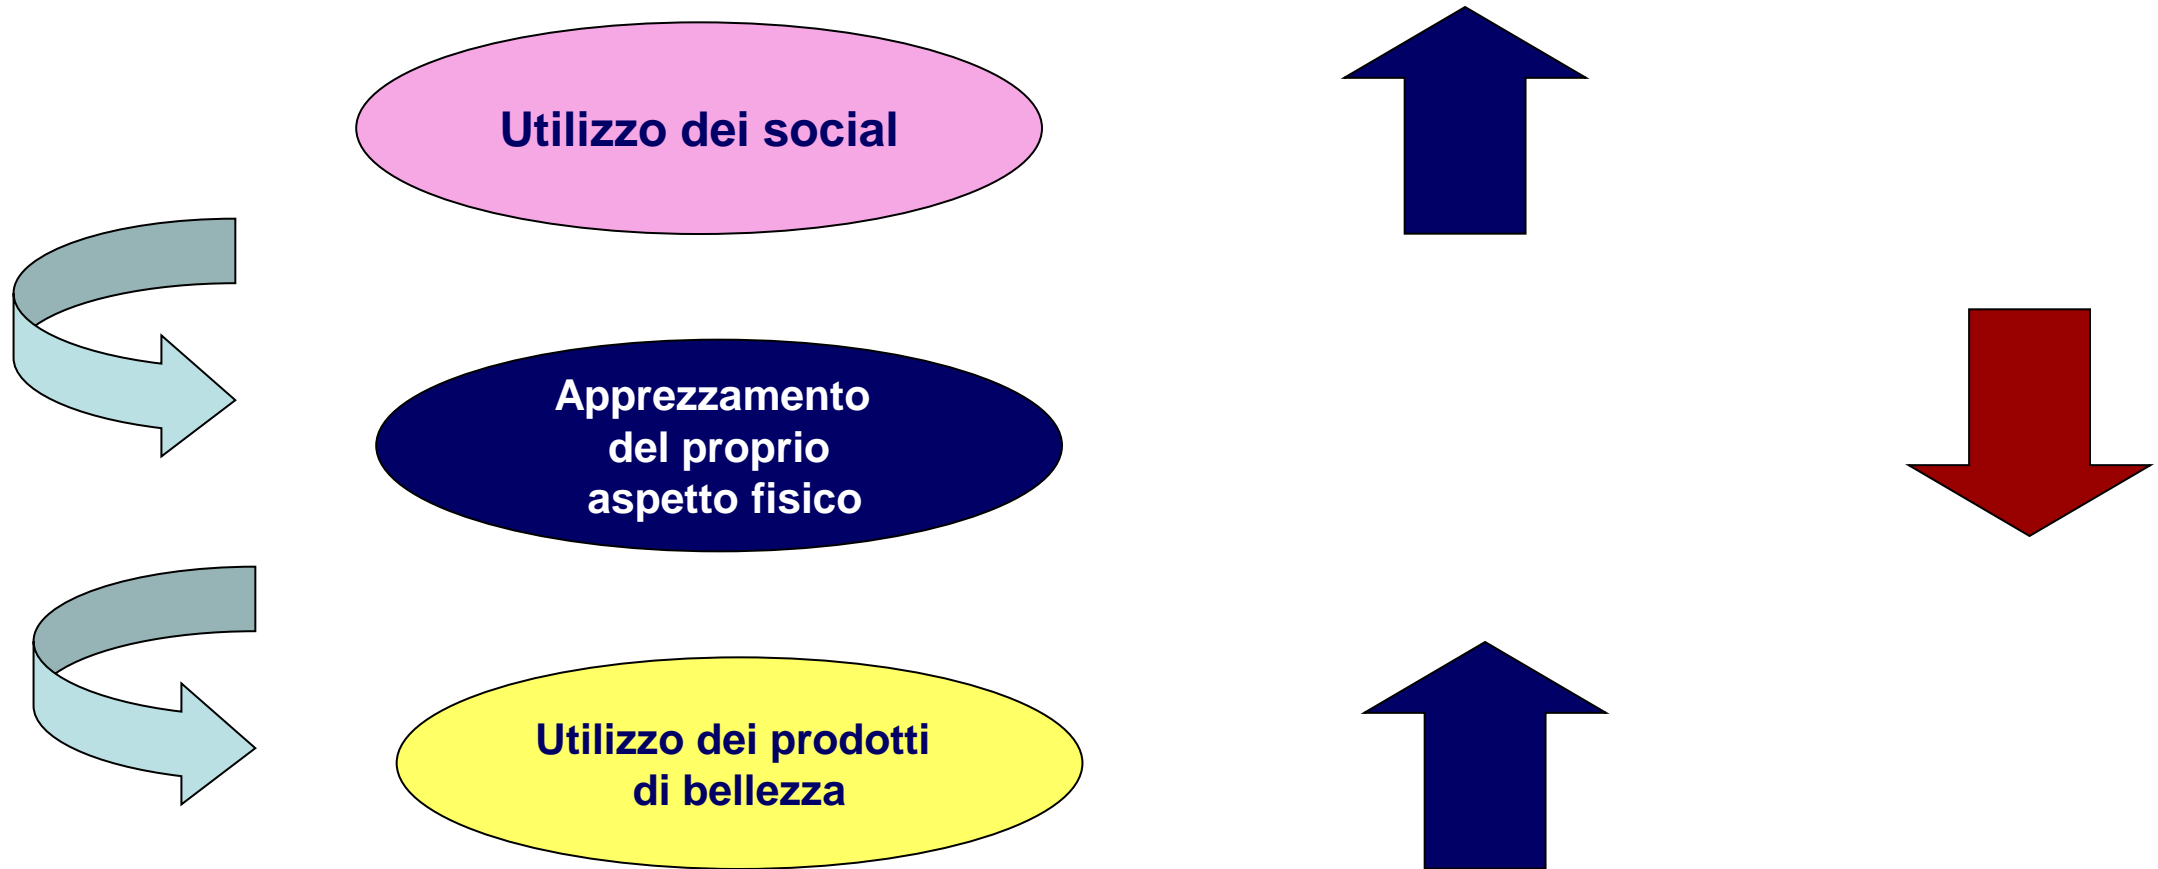 Utilizzo dei social
Apprezzamento
del proprio
aspetto fisico
Utilizzo dei prodotti
di bellezza